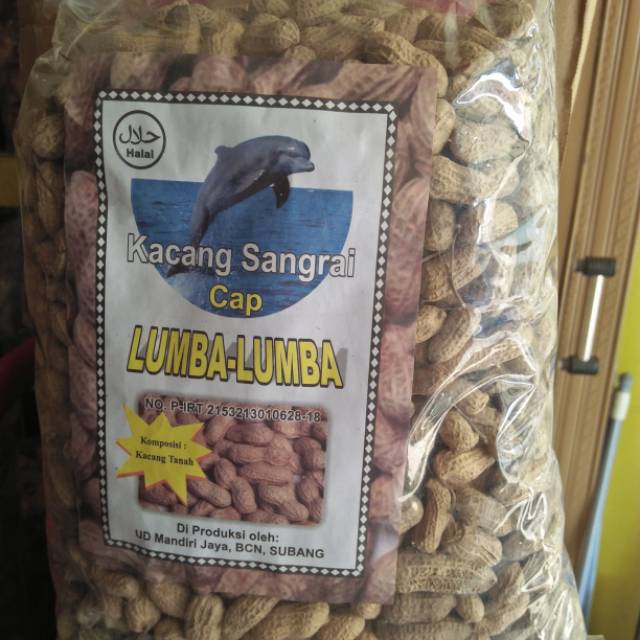 حلال
Halal
Kacang Sangrai
Cap
LUMBA-LUMBA
NO. P-IRT 2153213010628-18
Komposisi :
Kacang Tanah
Di Produksi oleh:
UD Mandiri Jaya, BCN, SUBANG